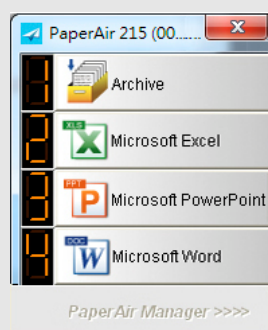 PaperAir 215 (00......
1 Archive
2 XLS Microsoft Excel
3 PPT Microsoft PowerPoint
4 DOC Microsoft Word
PaperAir Manager >>>>